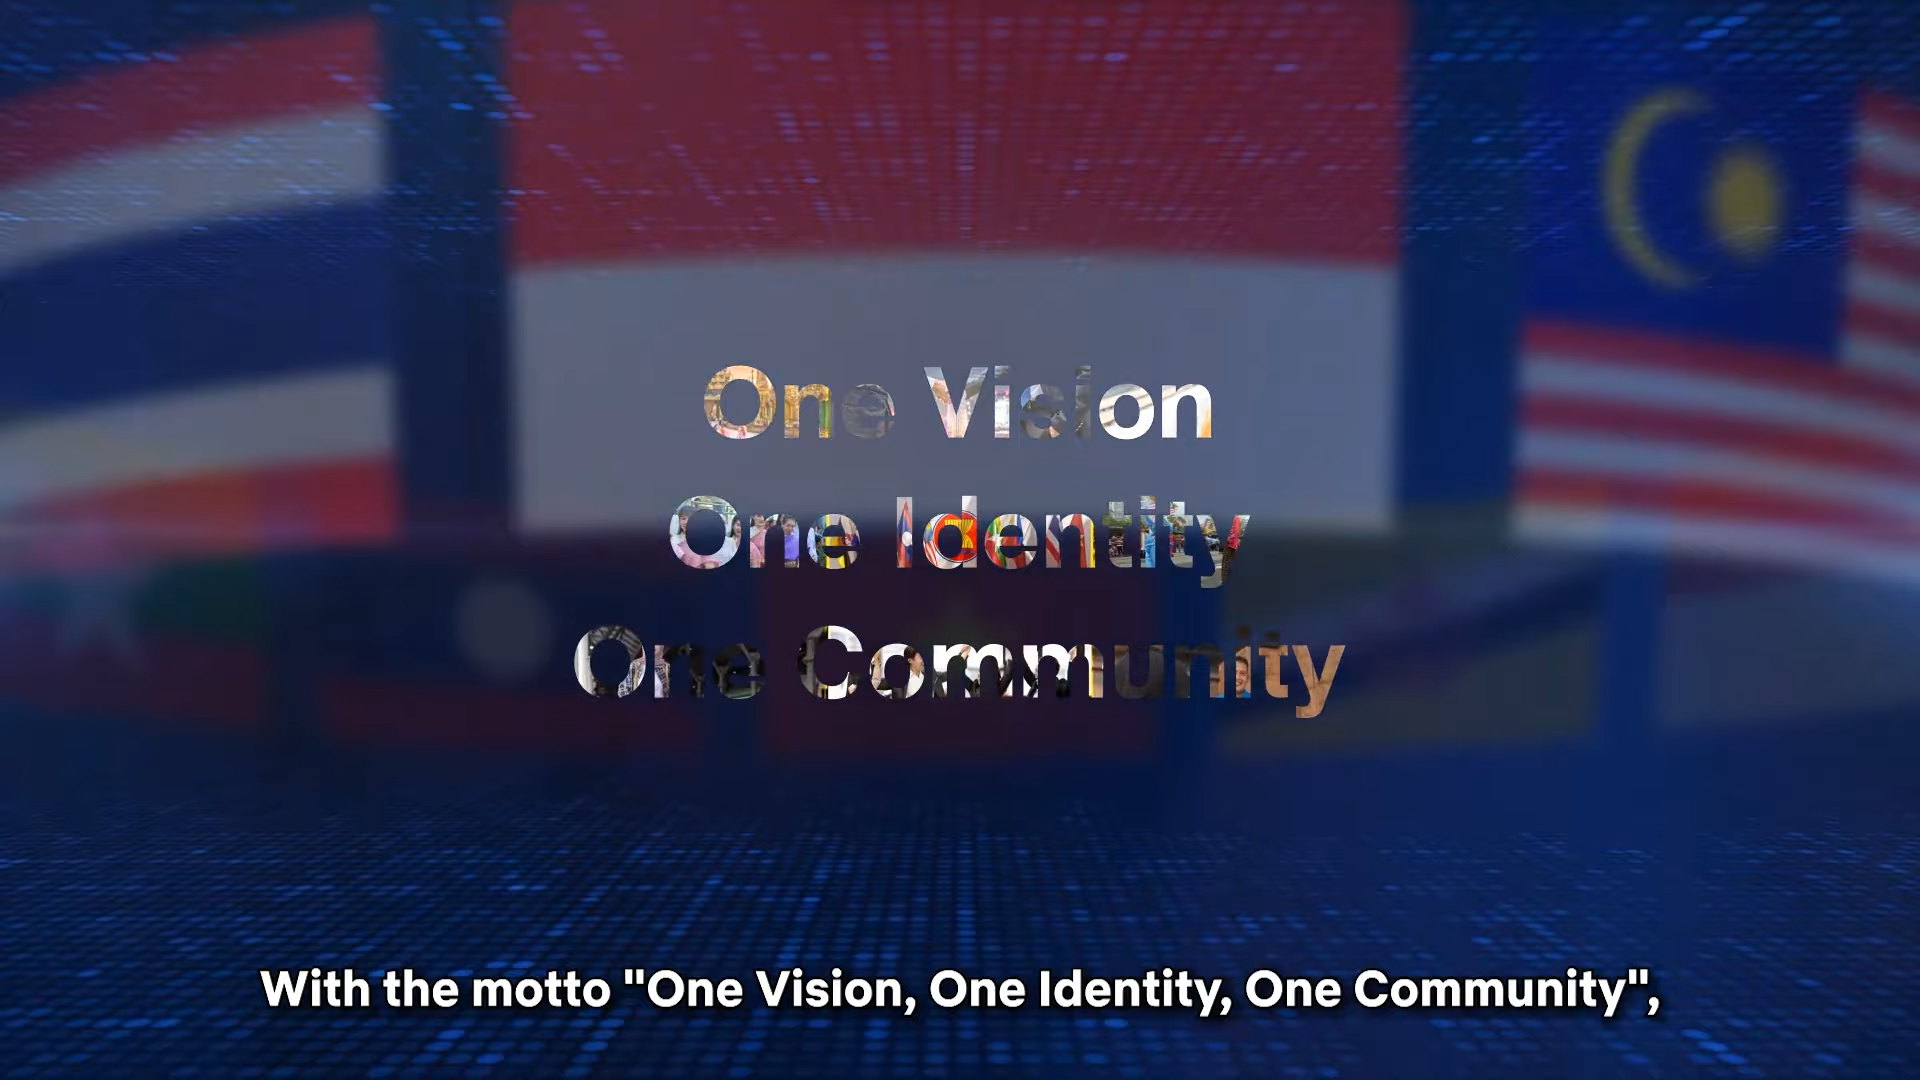 One Vision
One Identity
One Community
With the motto "One Vision, One Identity, One Community",